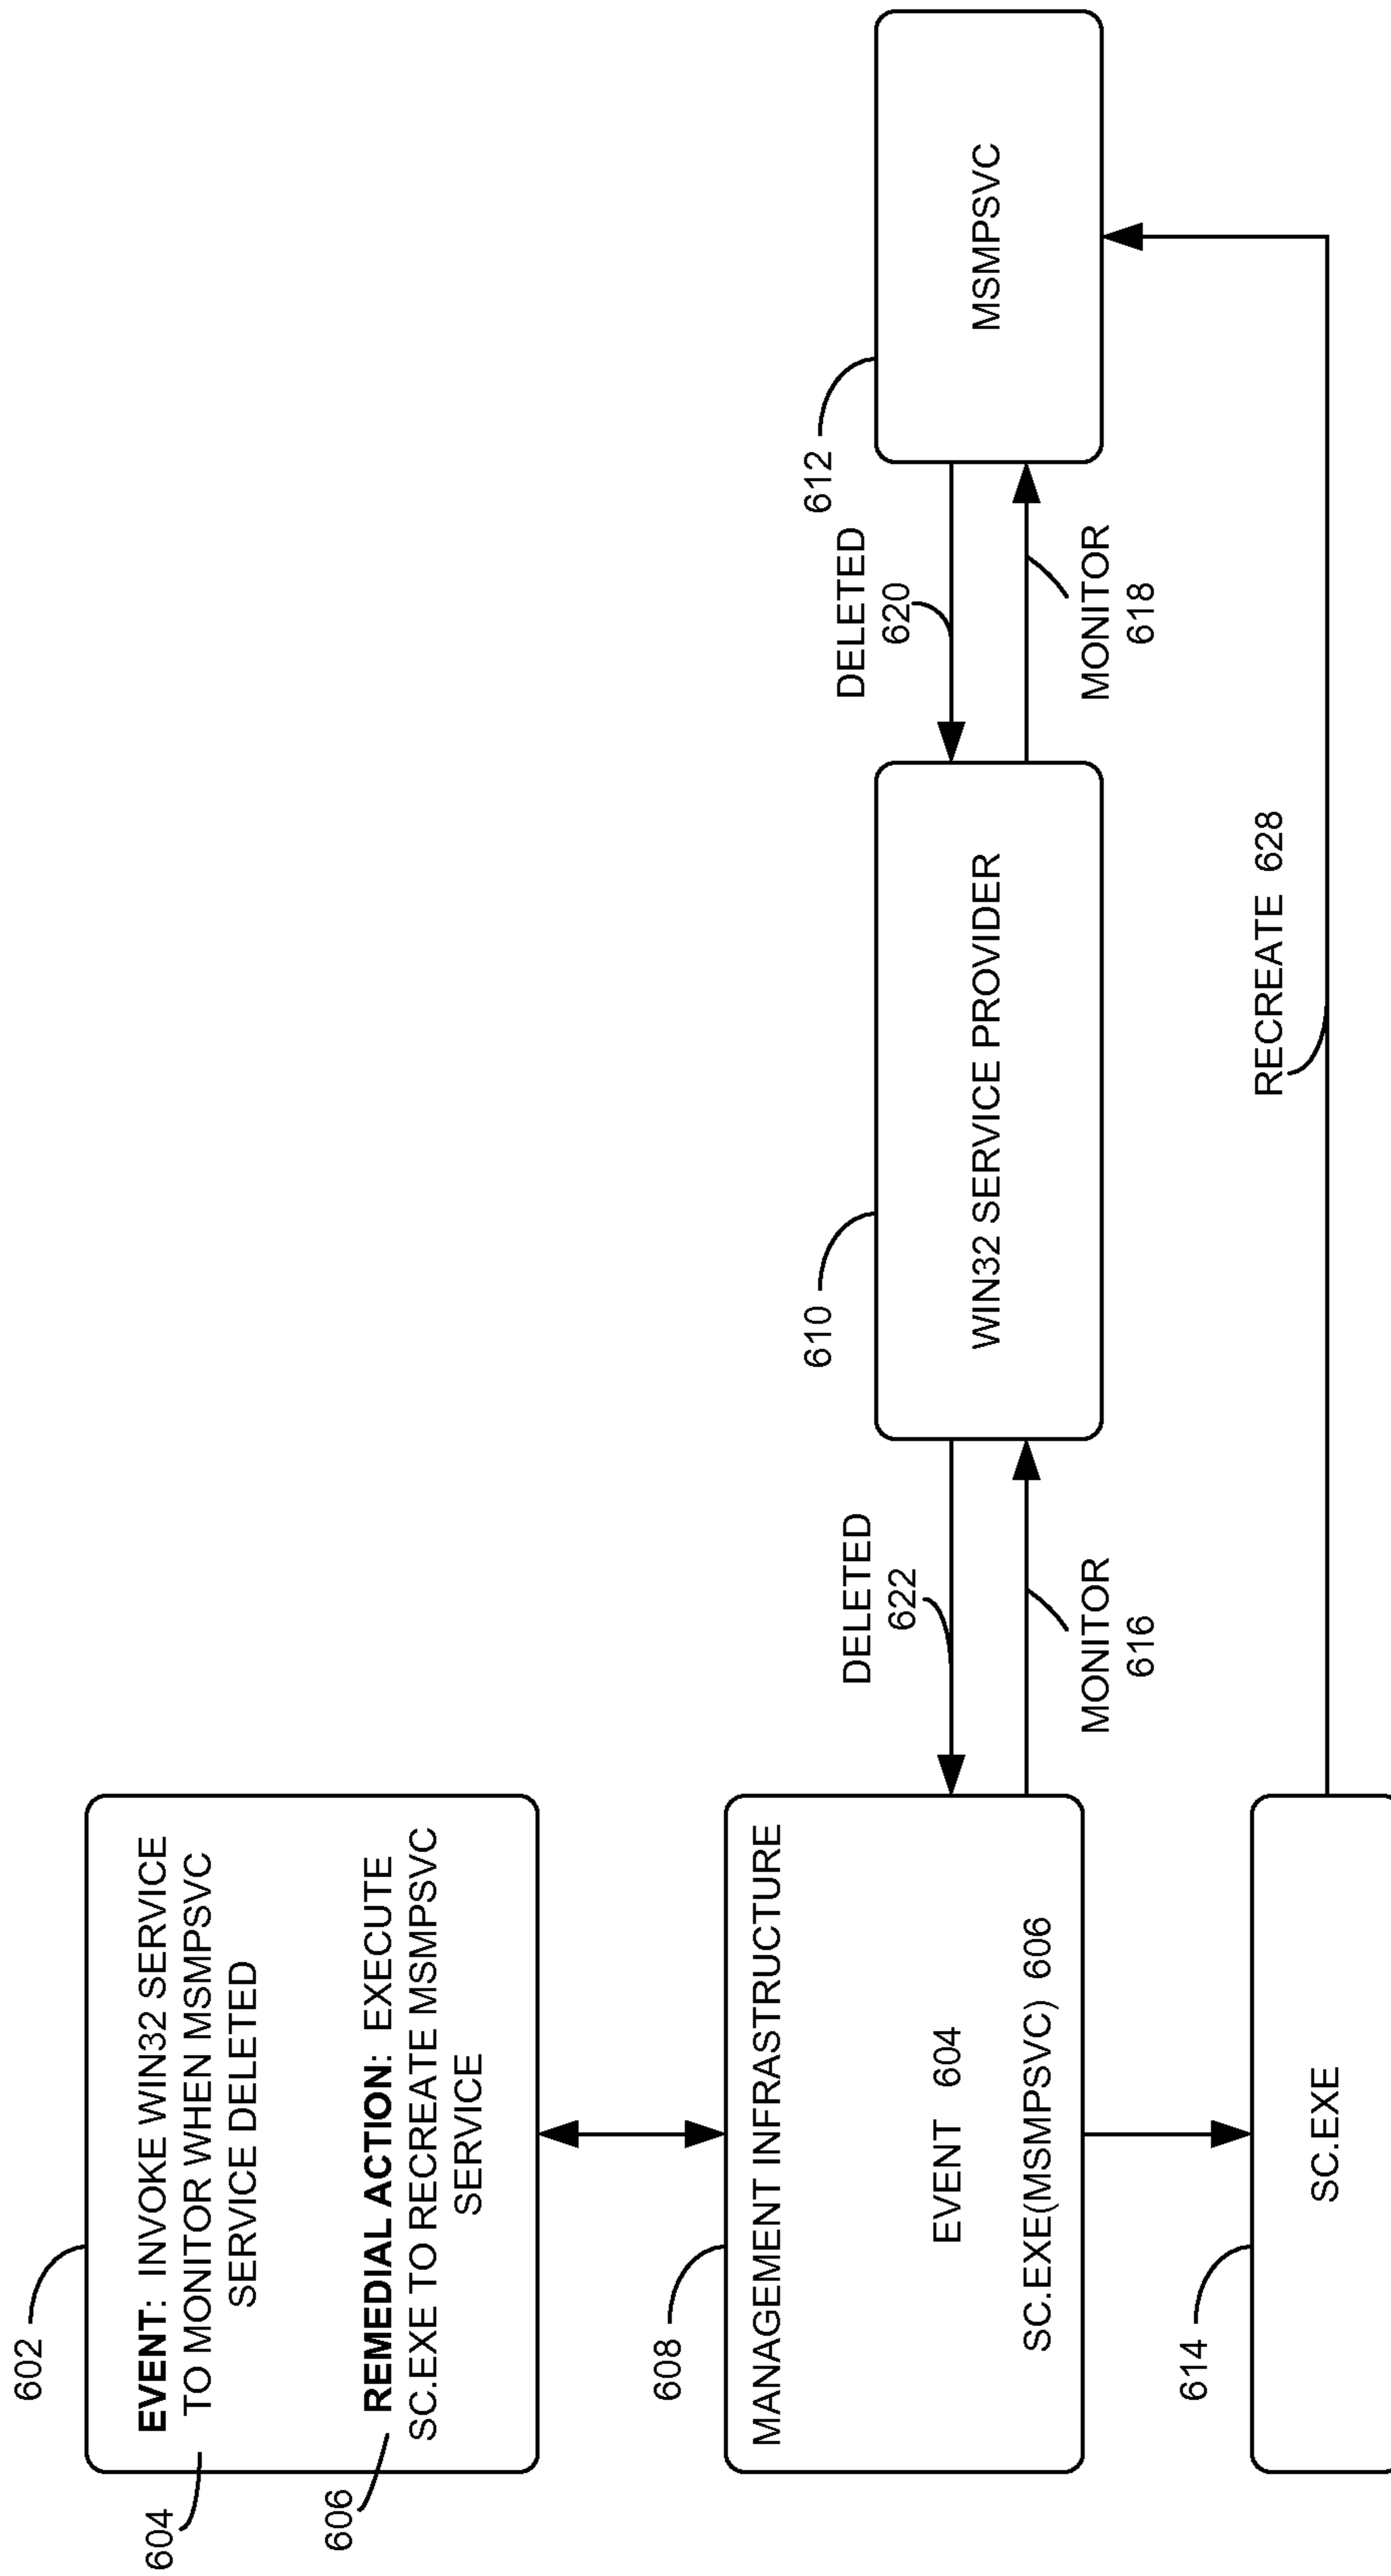 602
604
EVENT: INVOKE WIN32 SERVICE
TO MONITOR WHEN MSMPSVC
SERVICE DELETED
606
REMEDIAL ACTION: EXECUTE
SC.EXE TO RECREATE MSMPSVC
SERVICE
608
MANAGEMENT INFRASTRUCTURE
EVENT 604
SC.EXE(MSMPSVC) 606
DELETED
622
MONITOR
616
610
WIN32 SERVICE PROVIDER
DELETED
620
MONITOR
618
612
MSMPSVC
614
SC.EXE
RECREATE 628